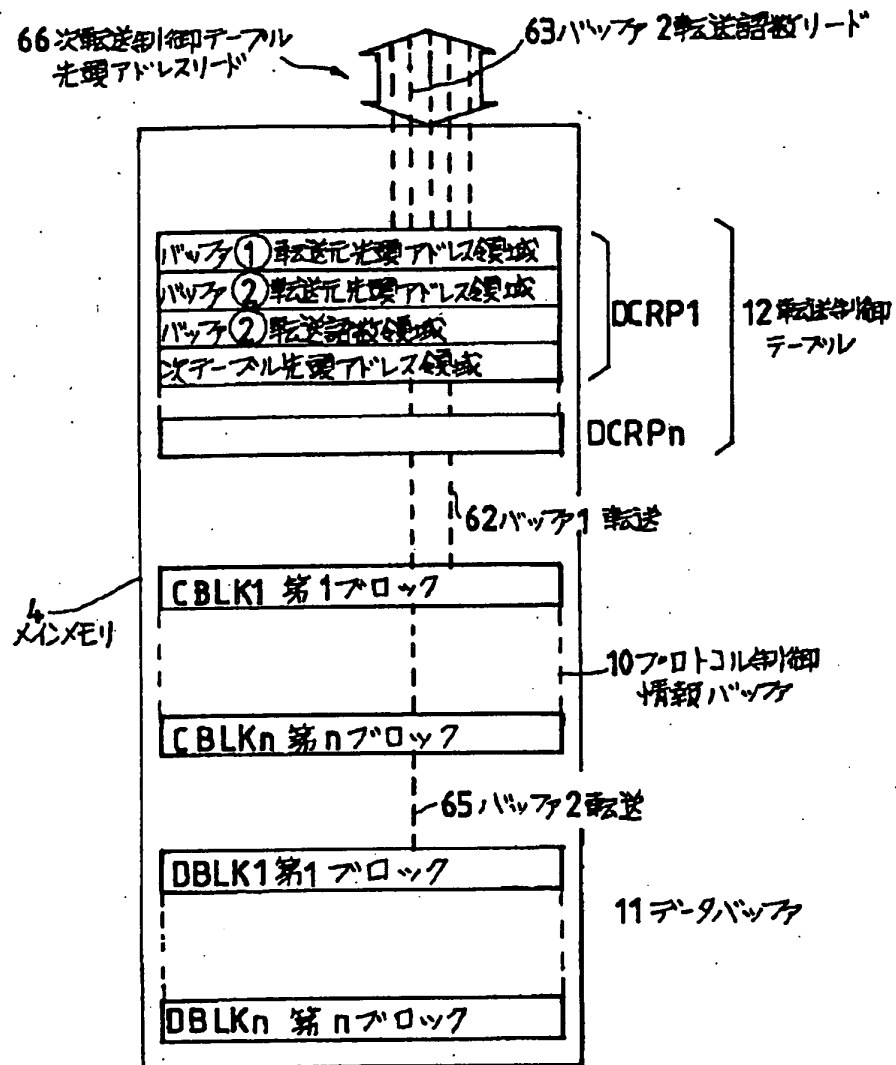 66次転送制御テーブル
先頭アドレスリード
63バッファ2転送語数リード
バッファ①転送元先頭アドレス領域
バッファ②転送元先頭アドレス領域
バッファ②転送語数領域
次テーブル先頭アドレス領域
DCRP1
12転送制御
テーブル
DCRPn
62バッファ1転送
CBLK1 第1ブロック
4
メインメモリ
10プロトコル制御
情報バッファ
CBLKn 第nブロック
65バッファ2転送
DBLK1第1ブロック
11データバッファ
DBLKn 第nブロック